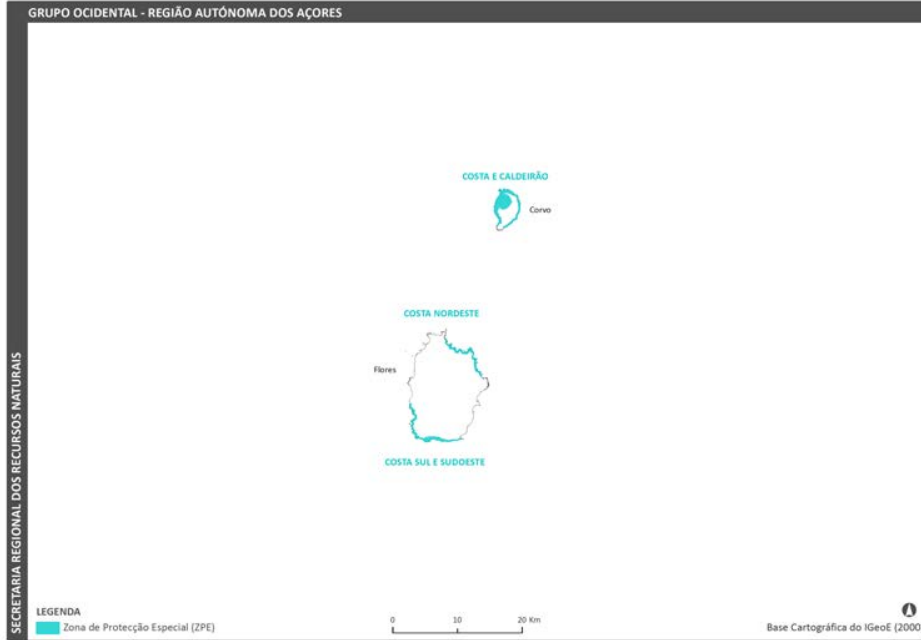 GRUPO OCIDENTAL - REGIÃO AUTÓNOMA DOS AÇORES
SECRETARIA REGIONAL DOS RECURSOS NATURAIS
COSTA E CALDEIRÃO
Corvo
COSTA NORDESTE
Flores
COSTA SUL E SUDOESTE
LEGENDA
Zona de Protecção Especial (ZPE)
0 10 20 Km
Base Cartográfica do IGeoE (2000